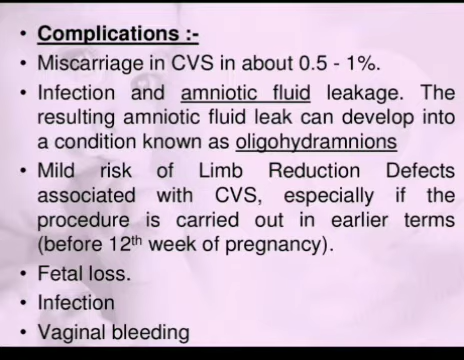 • Complications :-
• Miscarriage in CVS in about 0.5 - 1%.
• Infection and amniotic fluid leakage. The
resulting amniotic fluid leak can develop into
a condition known as oligohydramnions
• Mild risk of Limb Reduction Defects
associated with CVS, especially if the
procedure is carried out in earlier terms
(before 12th week of pregnancy).
• Fetal loss.
• Infection
• Vaginal bleeding